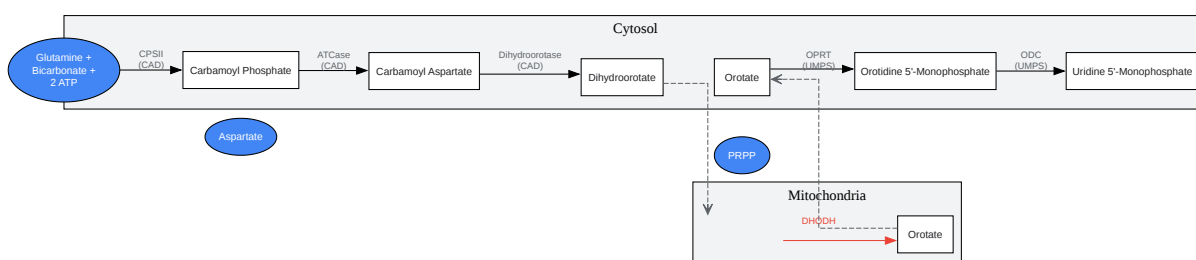 Cytosol
Glutamine +
Bicarbonate +
2 ATP
CPSII
(CAD)
Carbamoyl Phosphate
ATCase
(CAD)
Carbamoyl Aspartate
Dihydroorotase
(CAD)
Dihydroorotate
Orotate
OPRT
(UMPS)
Orotidine 5'-Monophosphate
ODC
(UMPS)
Uridine 5'-Monophosphate
Aspartate
PRPP
Mitochondria
DHODH
Orotate